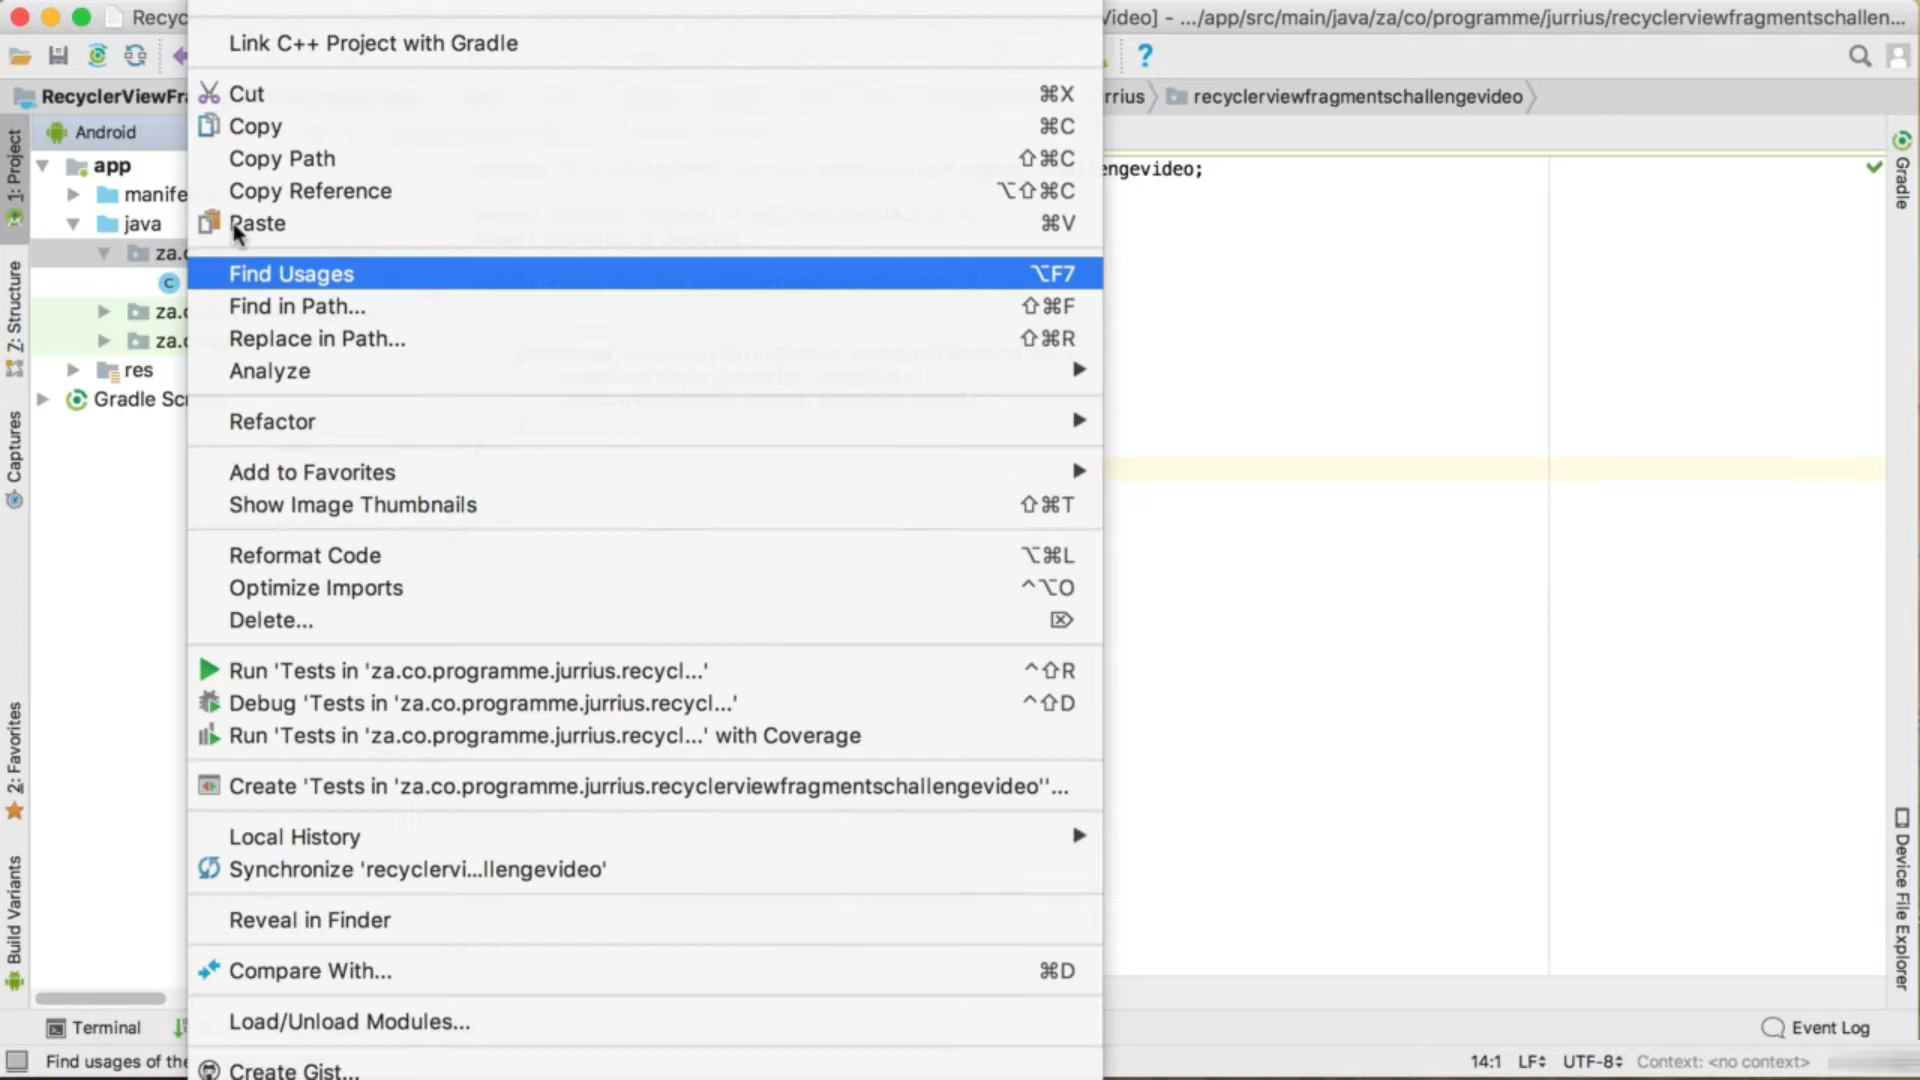 Recyc
Video] - .../app/src/main/java/za/co/programme/jurrius/recyclerviewfragmentschallen...
Link C++ Project with Gradle
RecyclerViewFra
rrius
recyclerviewfragmentschallengevideo
Cut ⌘X
Copy ⌘C
Copy Path ⇧⌘C
Copy Reference ⌥⇧⌘C
Paste ⌘V
Find Usages ⌥F7
Find in Path... ⇧⌘F
Replace in Path... ⇧⌘R
Analyze
Refactor
Add to Favorites
Show Image Thumbnails ⇧⌘T
Reformat Code ⌥⌘L
Optimize Imports ^⌥O
Delete... ⌦
Run 'Tests in 'za.co.programme.jurrius.recycl...' ^⇧R
Debug 'Tests in 'za.co.programme.jurrius.recycl...' ^⇧D
Run 'Tests in 'za.co.programme.jurrius.recycl...' with Coverage
Create 'Tests in 'za.co.programme.jurrius.recyclerviewfragmentschallengevideo''...
Local History
Synchronize 'recyclervi...llengevideo'
Reveal in Finder
Compare With... ⌘D
Load/Unload Modules...
Create Gist...
Android
app
manife
java
za.c
C
za.c
za.c
res
Gradle Scr
1: Project
7: Structure
Captures
2: Favorites
Build Variants
engevideo;
Gradle
Device File Explorer
Terminal
Event Log
Find usages of the
14:1 LF UTF-8 Context: <no context>